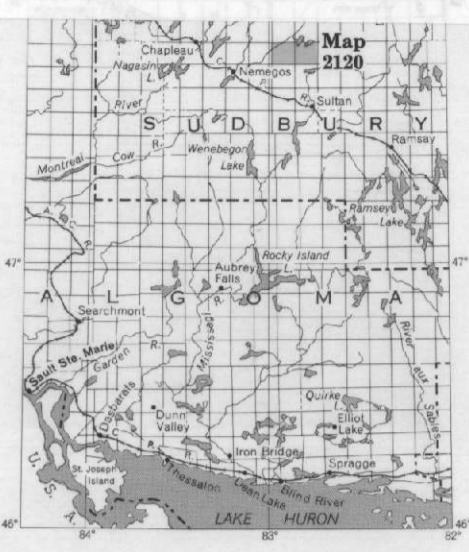 Map
2120
Chapleau
Nagasin
L.
Nemegos
C.
P.
R.
Sultan
River
SUDBURY
Ramsay
Montreal
Cow
R.
Wenebegon
Lake
Ramsey
Lake
A.C.R.
47°
47°
Rocky Island
L.
Aubrey
Falls
R.
ALGOMA
Searchmont
Mississagi
River aux Sables
Sault Ste. Marie
Garden
R.
Desbarats
Quirke
L.
Elliot
Lake
Dunn
Valley
C.
P.
R.
Iron Bridge
Spragge
St. Joseph
Island
Thessalon
Dean Lake
Blind River
U.S.A.
LAKE HURON
46°
46°
84°
83°
82°